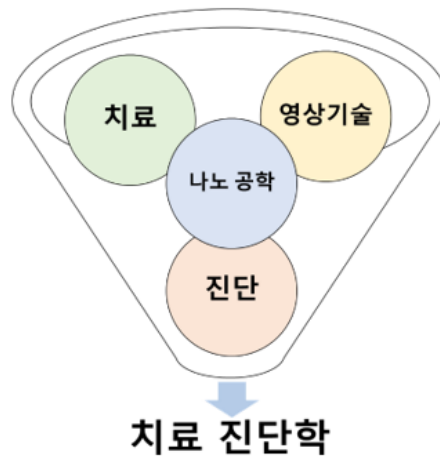 치료
영상기술
나노 공학
진단
치료 진단학